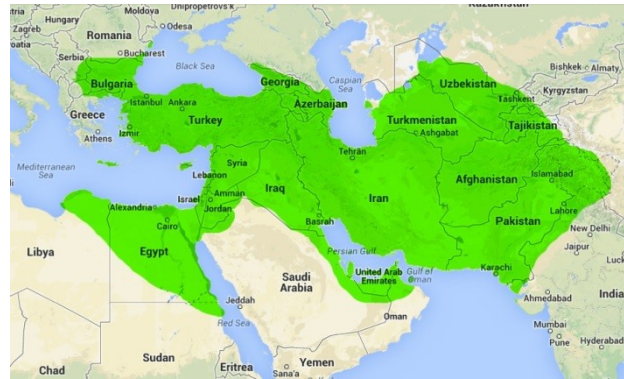 Dnipropetrovs'k
Moldova
Hungary
Zagreb
Romania
Odesa
Serbia
Bucharest
Black Sea
Georgia
Caspian
Sea
Uzbekistan
Bishkek
Almaty
Kyrgyzstan
Bulgaria
Istanbul
Ankara
Azerbaijan
Tashkent
Greece
Turkey
Turkmenistan
Tajikistan
Athens
Izmir
Ashgabat
Tehran
Mediterranean
Sea
Syria
Lebanon
Iraq
Iran
Afghanistan
Islamabad
Israel
Amman
Jordan
Alexandria
Cairo
Basrah
Pakistan
Lahore
New Delhi
Jaipur
Libya
Egypt
Persian Gulf
United Arab
Emirates
Gulf of
Oman
Karachi
Saudi
Arabia
Jeddah
Ahmedabad
India
Oman
Red Sea
Mumbai
Pune
Hyderabad
Chad
Sudan
Eritrea
Yemen
Sana'a